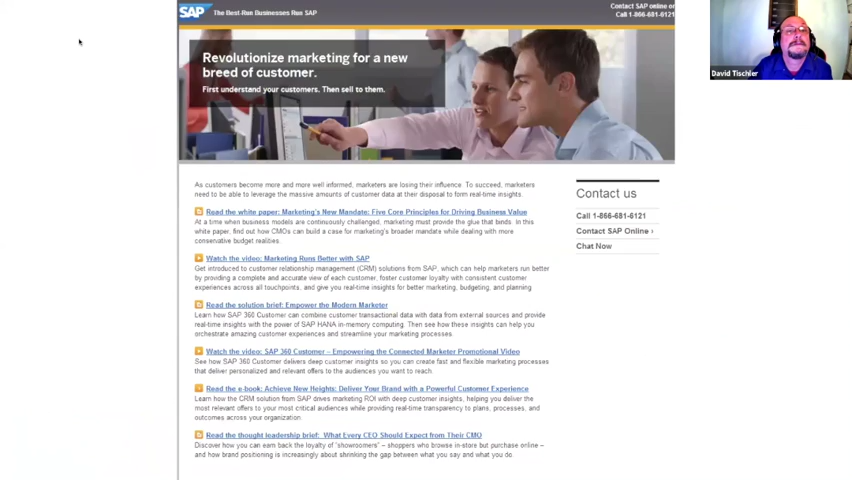 SAP The Best-Run Businesses Run SAP
Contact SAP online or
Call 1-866-681-6121
David Tischler
Revolutionize marketing for a new
breed of customer.
First understand your customers. Then sell to them.
As customers become more and more well informed, marketers are losing their influence. To succeed, marketers
need to be able to leverage the massive amounts of customer data at their disposal to form real-time insights.
Read the white paper: Marketing's New Mandate: Five Core Principles for Driving Business Value
At a time when business models are continuously challenged, marketing must provide the glue that binds. In this
white paper, find out how CMOs can build a case for marketing's broader mandate while dealing with more
conservative budget realities.
Watch the video: Marketing Runs Better with SAP
Get introduced to customer relationship management (CRM) solutions from SAP, which can help marketers run better
by providing a complete and accurate view of each customer, foster customer loyalty with consistent customer
experiences across all touchpoints, and give you real-time insights for better marketing, budgeting, and planning
Read the solution brief: Empower the Modern Marketer
Learn how SAP 360 Customer can combine customer transactional data with data from external sources and provide
real-time insights with the power of SAP HANA in-memory computing. Then see how these insights can help you
orchestrate amazing customer experiences and streamline your marketing processes.
Watch the video: SAP 360 Customer – Empowering the Connected Marketer Promotional Video
See how SAP 360 Customer delivers deep customer insights so you can create fast and flexible marketing processes
that deliver personalized and relevant offers to the audiences you want to reach.
Read the e-book: Achieve New Heights: Deliver Your Brand with a Powerful Customer Experience
Learn how the CRM solution from SAP drives marketing ROI with deep customer insights, helping you deliver the
most relevant offers to your most critical audiences while providing real-time transparency to plans, processes, and
outcomes across your organization.
Read the thought leadership brief: What Every CEO Should Expect from Their CMO
Discover how you can earn back the loyalty of "showroomers" – shoppers who browse in-store but purchase online –
and how brand positioning is increasingly about shrinking the gap between what you say and what you do.
Contact us
Call 1-866-681-6121
Contact SAP Online ›
Chat Now